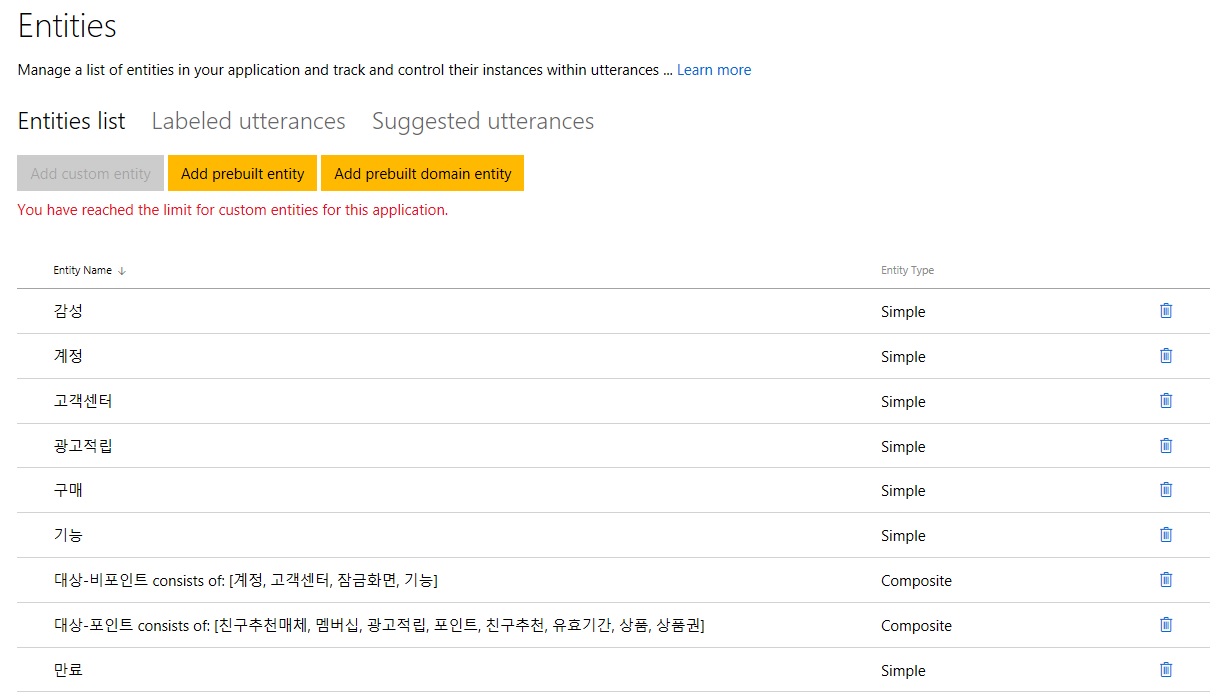 Entities
Manage a list of entities in your application and track and control their instances within utterances ... Learn more
Entities list Labeled utterances Suggested utterances
Add custom entity Add prebuilt entity Add prebuilt domain entity
You have reached the limit for custom entities for this application.
Entity Name ↓ Entity Type
감성 Simple
계정 Simple
고객센터 Simple
광고적립 Simple
구매 Simple
기능 Simple
대상-비포인트 consists of: [계정, 고객센터, 잠금화면, 기능] Composite
대상-포인트 consists of: [친구추천매체, 멤버십, 광고적립, 포인트, 친구추천, 유효기간, 상품, 상품권] Composite
만료 Simple